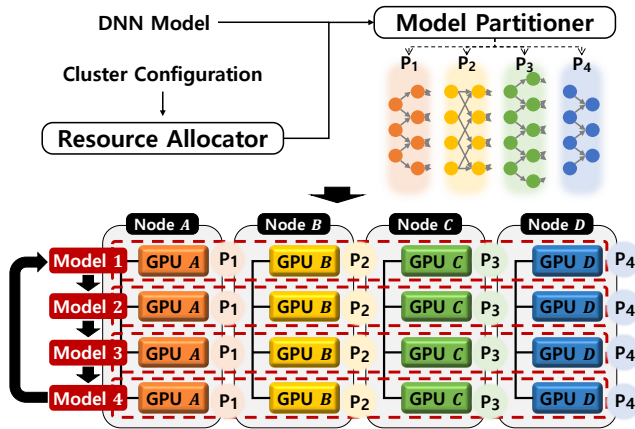 DNN Model
Model Partitioner
Cluster Configuration
Resource Allocator
P1 P2 P3 P4
Node A Node B Node C Node D
Model 1 GPU A P1 GPU B P2 GPU C P3 GPU D P4
Model 2 GPU A P1 GPU B P2 GPU C P3 GPU D P4
Model 3 GPU A P1 GPU B P2 GPU C P3 GPU D P4
Model 4 GPU A P1 GPU B P2 GPU C P3 GPU D P4